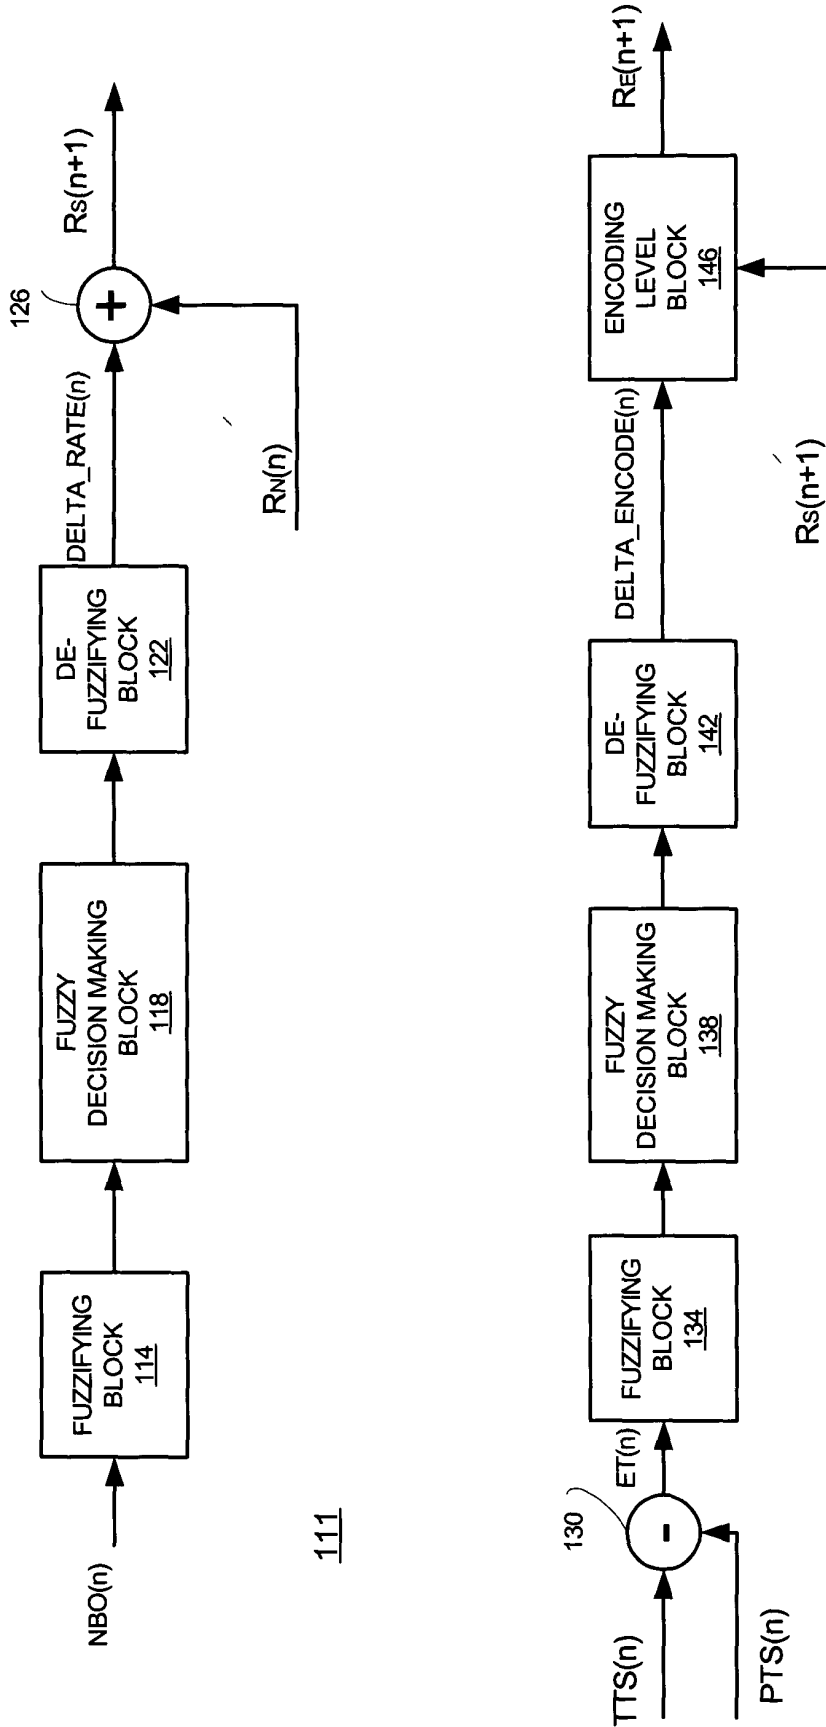 NBO(n)
FUZZIFYING
BLOCK
114
FUZZY
DECISION MAKING
BLOCK
118
DE-
FUZZIFYING
BLOCK
122
DELTA_RATE(n)
126
+
Rs(n+1)
RN(n)
111
TTS(n)
PTS(n)
130
-
ET(n)
FUZZIFYING
BLOCK
134
FUZZY
DECISION MAKING
BLOCK
138
DE-
FUZZIFYING
BLOCK
142
DELTA_ENCODE(n)
ENCODING
LEVEL
BLOCK
146
RE(n+1)
Rs(n+1)